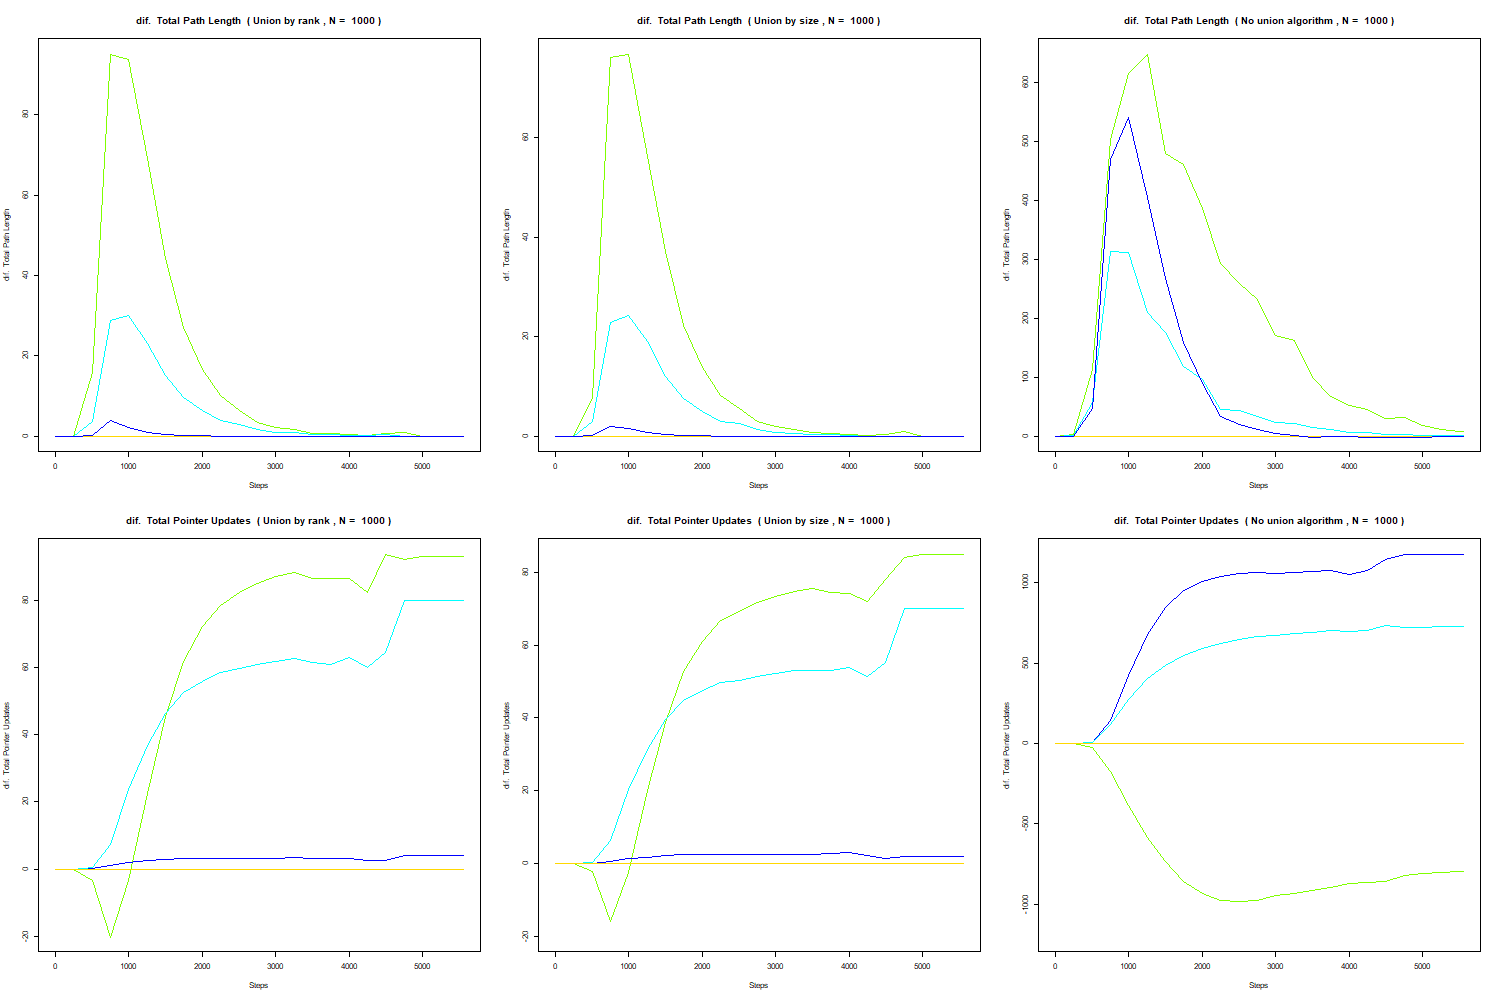 dif. Total Path Length ( Union by rank , N = 1000 )
dif. Total Path Length
80
60
40
20
0
0 1000 2000 3000 4000 5000
Steps
dif. Total Path Length ( Union by size , N = 1000 )
dif. Total Path Length
60
40
20
0
0 1000 2000 3000 4000 5000
Steps
dif. Total Path Length ( No union algorithm , N = 1000 )
dif. Total Path Length
600
500
400
300
200
100
0
0 1000 2000 3000 4000 5000
Steps
dif. Total Pointer Updates ( Union by rank , N = 1000 )
dif. Total Pointer Updates
80
60
40
20
0
-20
0 1000 2000 3000 4000 5000
Steps
dif. Total Pointer Updates ( Union by size , N = 1000 )
dif. Total Pointer Updates
80
60
40
20
0
-20
0 1000 2000 3000 4000 5000
Steps
dif. Total Pointer Updates ( No union algorithm , N = 1000 )
dif. Total Pointer Updates
1000
500
0
-500
-1000
0 1000 2000 3000 4000 5000
Steps